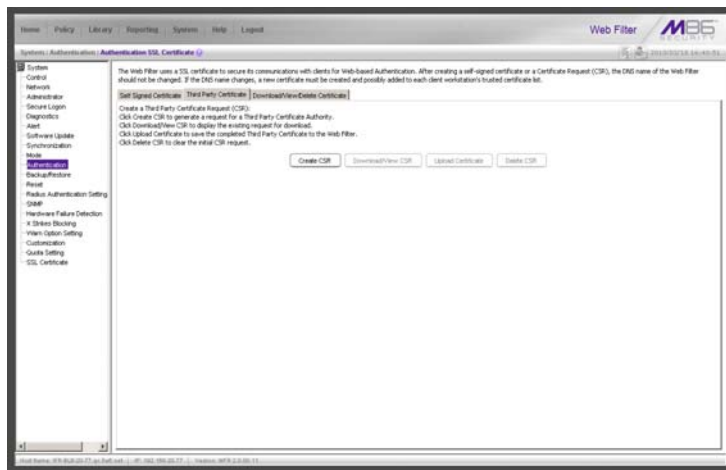 Home Policy Library Reporting System Help Logout
Web Filter
M86 SECURITY
System : Authentication : Authentication SSL Certificate
System
Control
Network
Administrator
Secure Logon
Diagnostics
Alert
Software Update
Synchronization
Mode
Authentication
Backup/Restore
Reset
Radius Authentication Setting
SNMP
Hardware Failure Detection
X Strikes Blocking
Warn Option Setting
Customization
Quota Setting
SSL Certificate
The Web Filter uses a SSL certificate to secure its communications with clients for Web-based Authentication. After creating a self-signed certificate or a Certificate Request (CSR), the DNS name of the Web Filter
should not be changed. If the DNS name changes, a new certificate must be created and possibly added to each client workstation's trusted certificate list.
Self Signed Certificate Third Party Certificate Download/View/Delete Certificate
Create a Third Party Certificate Request (CSR):
Click Create CSR to generate a request for a Third Party Certificate Authority.
Click Download/View CSR to display the existing request for download.
Click Upload Certificate to save the completed Third Party Certificate to the Web Filter.
Click Delete CSR to clear the initial CSR request.
Create CSR Download/View CSR Upload Certificate Delete CSR